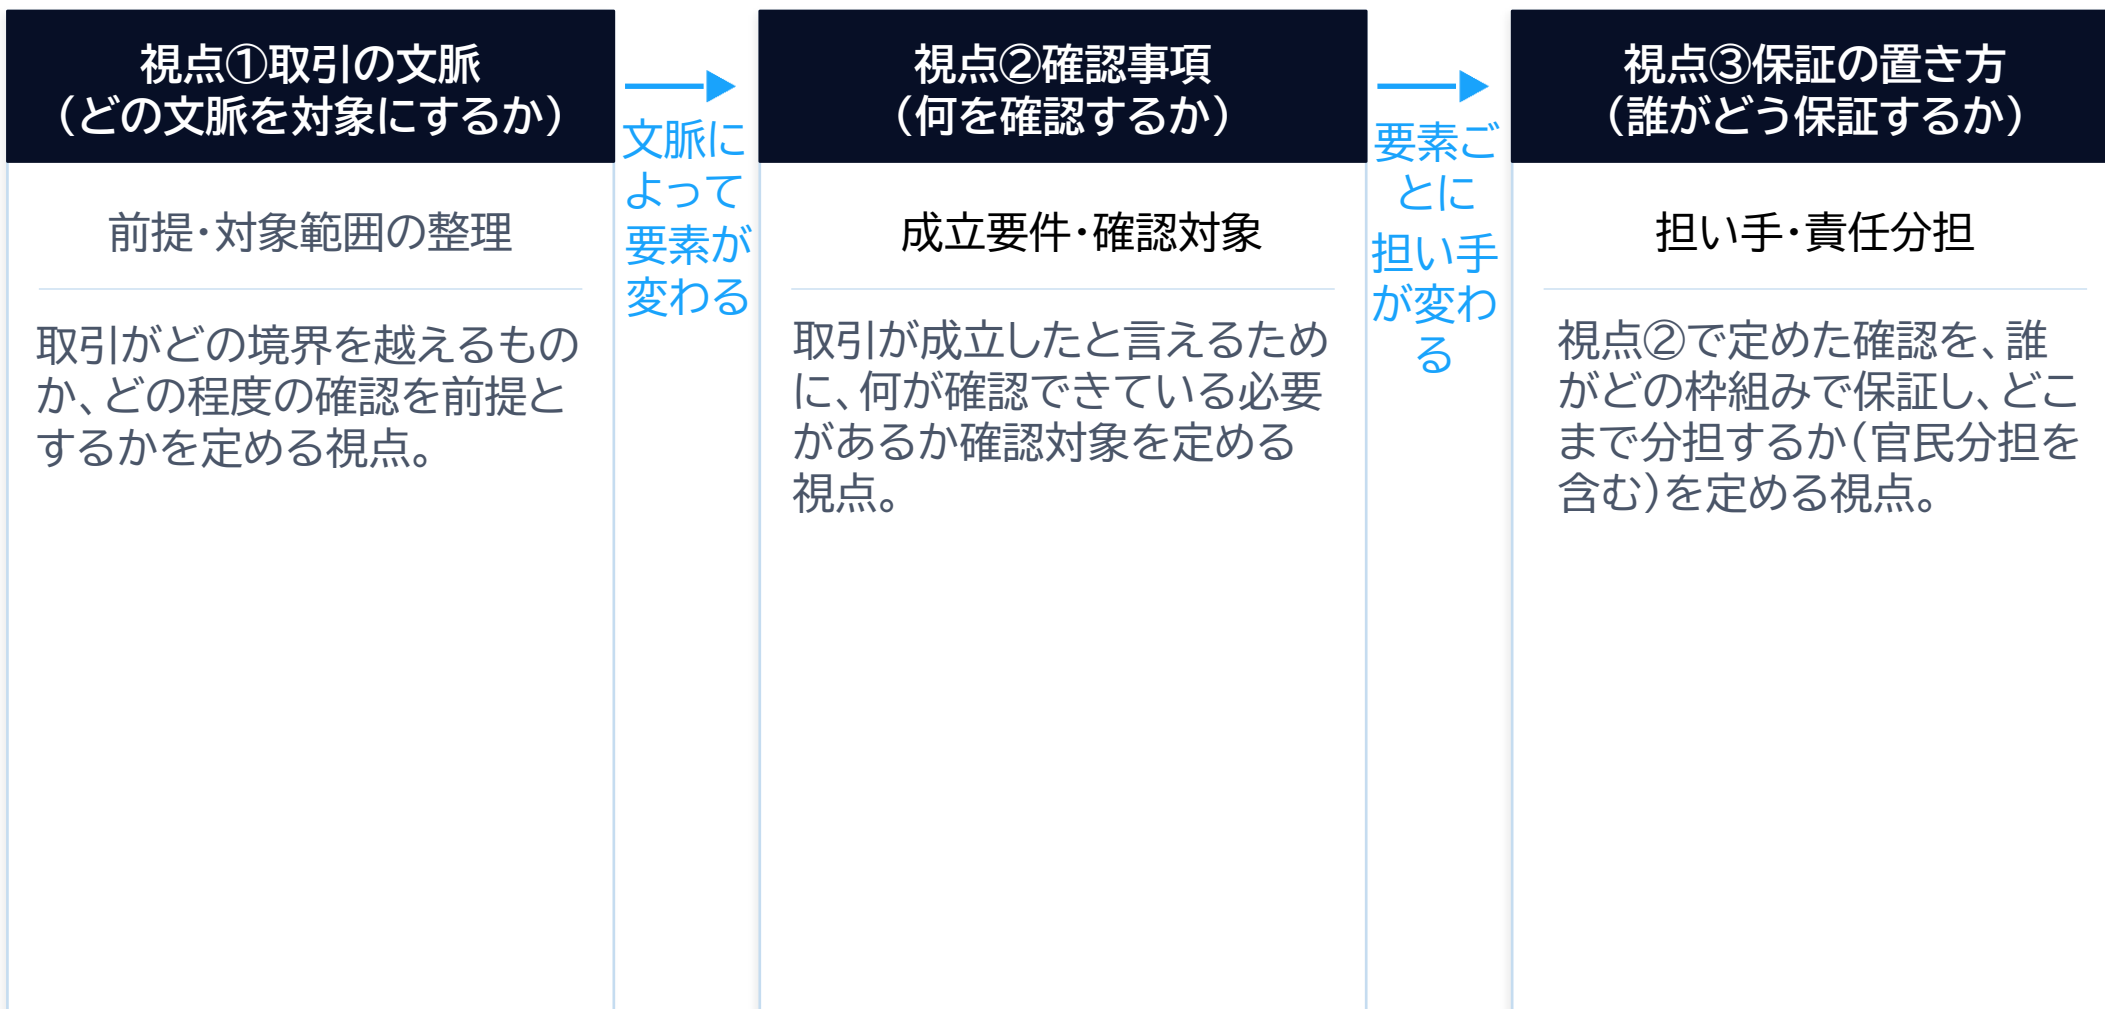 視点①取引の文脈
（どの文脈を対象にするか）
前提・対象範囲の整理
取引がどの境界を越えるもの
か、どの程度の確認を前提と
するかを定める視点。
文脈に
よって
要素が
変わる
視点②確認事項
（何を確認するか）
成立要件・確認対象
取引が成立したと言えるため
に、何が確認できている必要
があるか確認対象を定める
視点。
要素ご
とに
担い手
が変わ
る
視点③保証の置き方
（誰がどう保証するか）
担い手・責任分担
視点②で定めた確認を、誰
がどの枠組みで保証し、どこ
まで分担するか（官民分担を
含む）を定める視点。